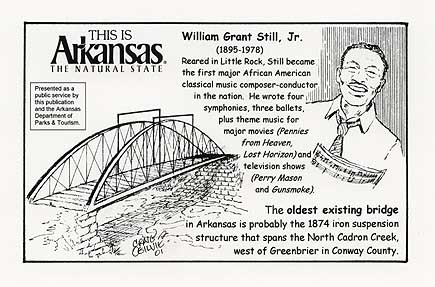 THIS IS
Arkansas®
THE NATURAL STATE
Presented as a
public service by
this publication
and the Arkansas
Department of
Parks & Tourism.
William Grant Still, Jr.
(1895-1978)
Reared in Little Rock, Still became
the first major African American
classical music composer-conductor
in the nation. He wrote four
symphonies, three ballets,
plus theme music for
major movies (Pennies
from Heaven,
Lost Horizon) and
television shows
(Perry Mason
and Gunsmoke).
The oldest existing bridge
in Arkansas is probably the 1874 iron suspension
structure that spans the North Cadron Creek,
west of Greenbrier in Conway County.